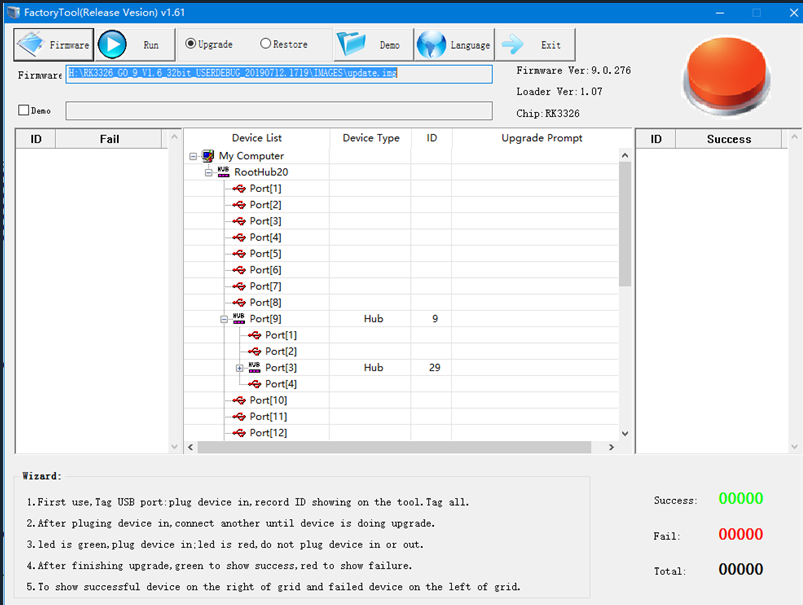 FactoryTool(Release Vesion) v1.61
Firmware Run Upgrade Restore Demo Language Exit
Firmware H:\RK3326_GO_9_V1.6_32bit_USERDEBUG_20190712.1719\IMAGES\update.img
Firmware Ver:9.0.276
Loader Ver:1.07
Demo
Chip:RK3326
ID Fail
Device List Device Type ID Upgrade Prompt
ID Success
My Computer
HUB RootHub20
Port[1]
Port[2]
Port[3]
Port[4]
Port[5]
Port[6]
Port[7]
Port[8]
HUB Port[9] Hub 9
Port[1]
Port[2]
HUB Port[3] Hub 29
Port[4]
Port[10]
Port[11]
Port[12]
Wizard:
1.First use,Tag USB port:plug device in,record ID showing on the tool.Tag all.
2.After pluging device in,connect another until device is doing upgrade.
3.led is green,plug device in;led is red,do not plug device in or out.
4.After finishing upgrade,green to show success,red to show failure.
5.To show successful device on the right of grid and failed device on the left of grid.
Success: 00000
Fail: 00000
Total: 00000